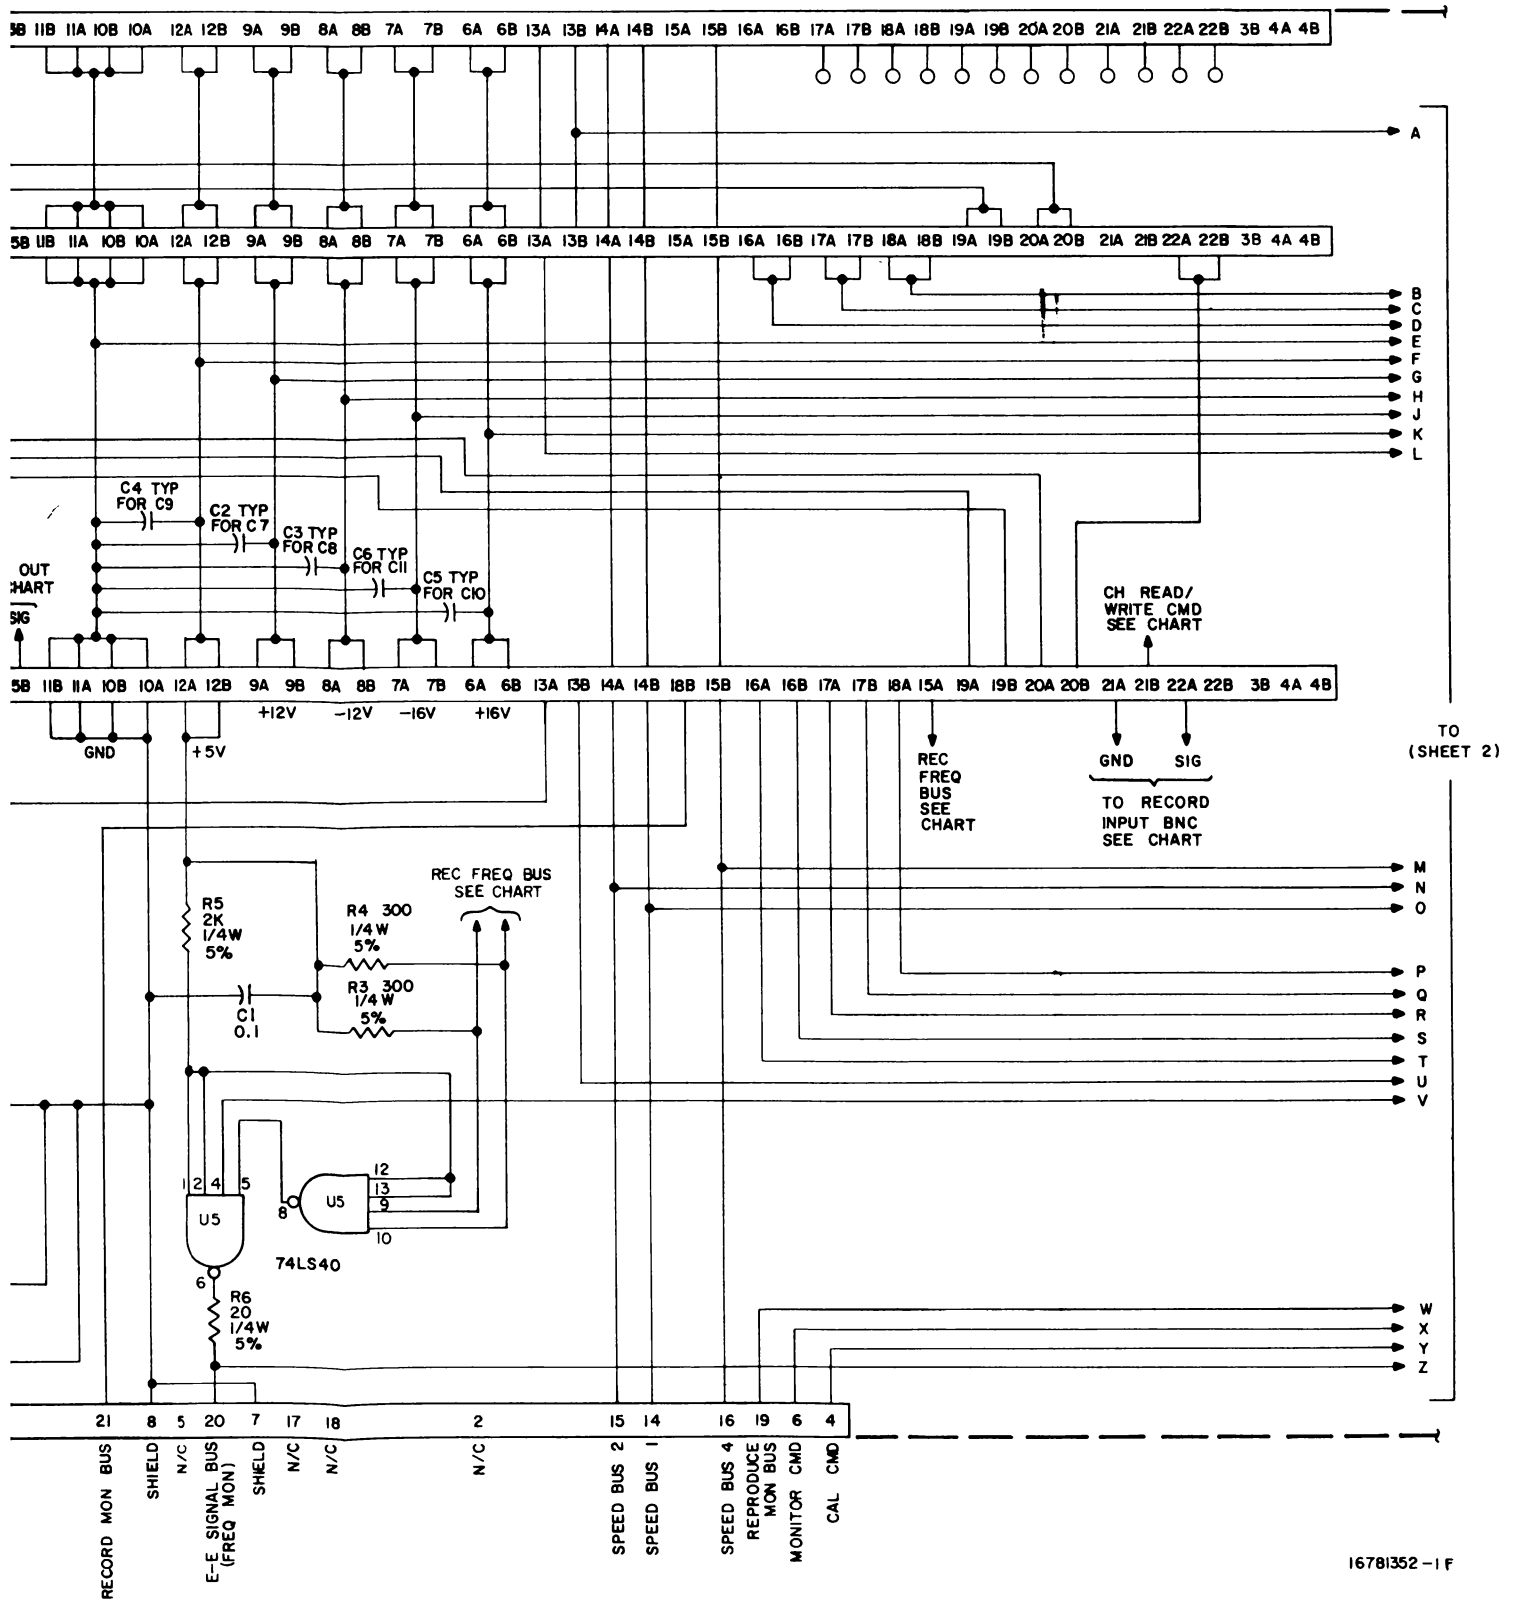 5B 11B 11A 10B 10A 12A 12B 9A 9B 8A 8B 7A 7B 6A 6B 13A 13B 14A 14B 15A 15B 16A 16B 17A 17B 18A 18B 19A 19B 20A 20B 21A 21B 22A 22B 3B 4A 4B
A
5B 11B 11A 10B 10A 12A 12B 9A 9B 8A 8B 7A 7B 6A 6B 13A 13B 14A 14B 15A 15B 16A 16B 17A 17B 18A 18B 19A 19B 20A 20B 21A 21B 22A 22B 3B 4A 4B
B
C
D
E
F
G
H
J
K
L
C4 TYP
FOR C9
C2 TYP
FOR C7
C3 TYP
FOR C8
C6 TYP
FOR C11
C5 TYP
FOR C10
OUT
CHART
SIG
CH READ/
WRITE CMD
SEE CHART
5B 11B 11A 10B 10A 12A 12B 9A 9B 8A 8B 7A 7B 6A 6B 13A 13B 14A 14B 18B 15B 16A 16B 17A 17B 18A 15A 19A 19B 20A 20B 21A 21B 22A 22B 3B 4A 4B
+12V -12V -16V +16V
GND +5V
REC
FREQ
BUS
SEE
CHART
GND SIG
TO RECORD
INPUT BNC
SEE CHART
TO
(SHEET 2)
REC FREQ BUS
SEE CHART
M
N
O
R5
2K
1/4W
5%
R4 300
1/4W
5%
R3 300
1/4W
5%
C1
0.1
P
Q
R
S
T
U
V
1 2 4 5
U5
6
12
13
9
10
8
U5
74LS40
R6
20
1/4W
5%
W
X
Y
Z
21 8 5 20 7 17 18 2 15 14 16 19 6 4
RECORD MON BUS
SHIELD
N/C
E-E SIGNAL BUS
(FREQ MON)
SHIELD
N/C
N/C
N/C
SPEED BUS 2
SPEED BUS 1
SPEED BUS 4
REPRODUCE
MON BUS
MONITOR CMD
CAL CMD
16781352-1F